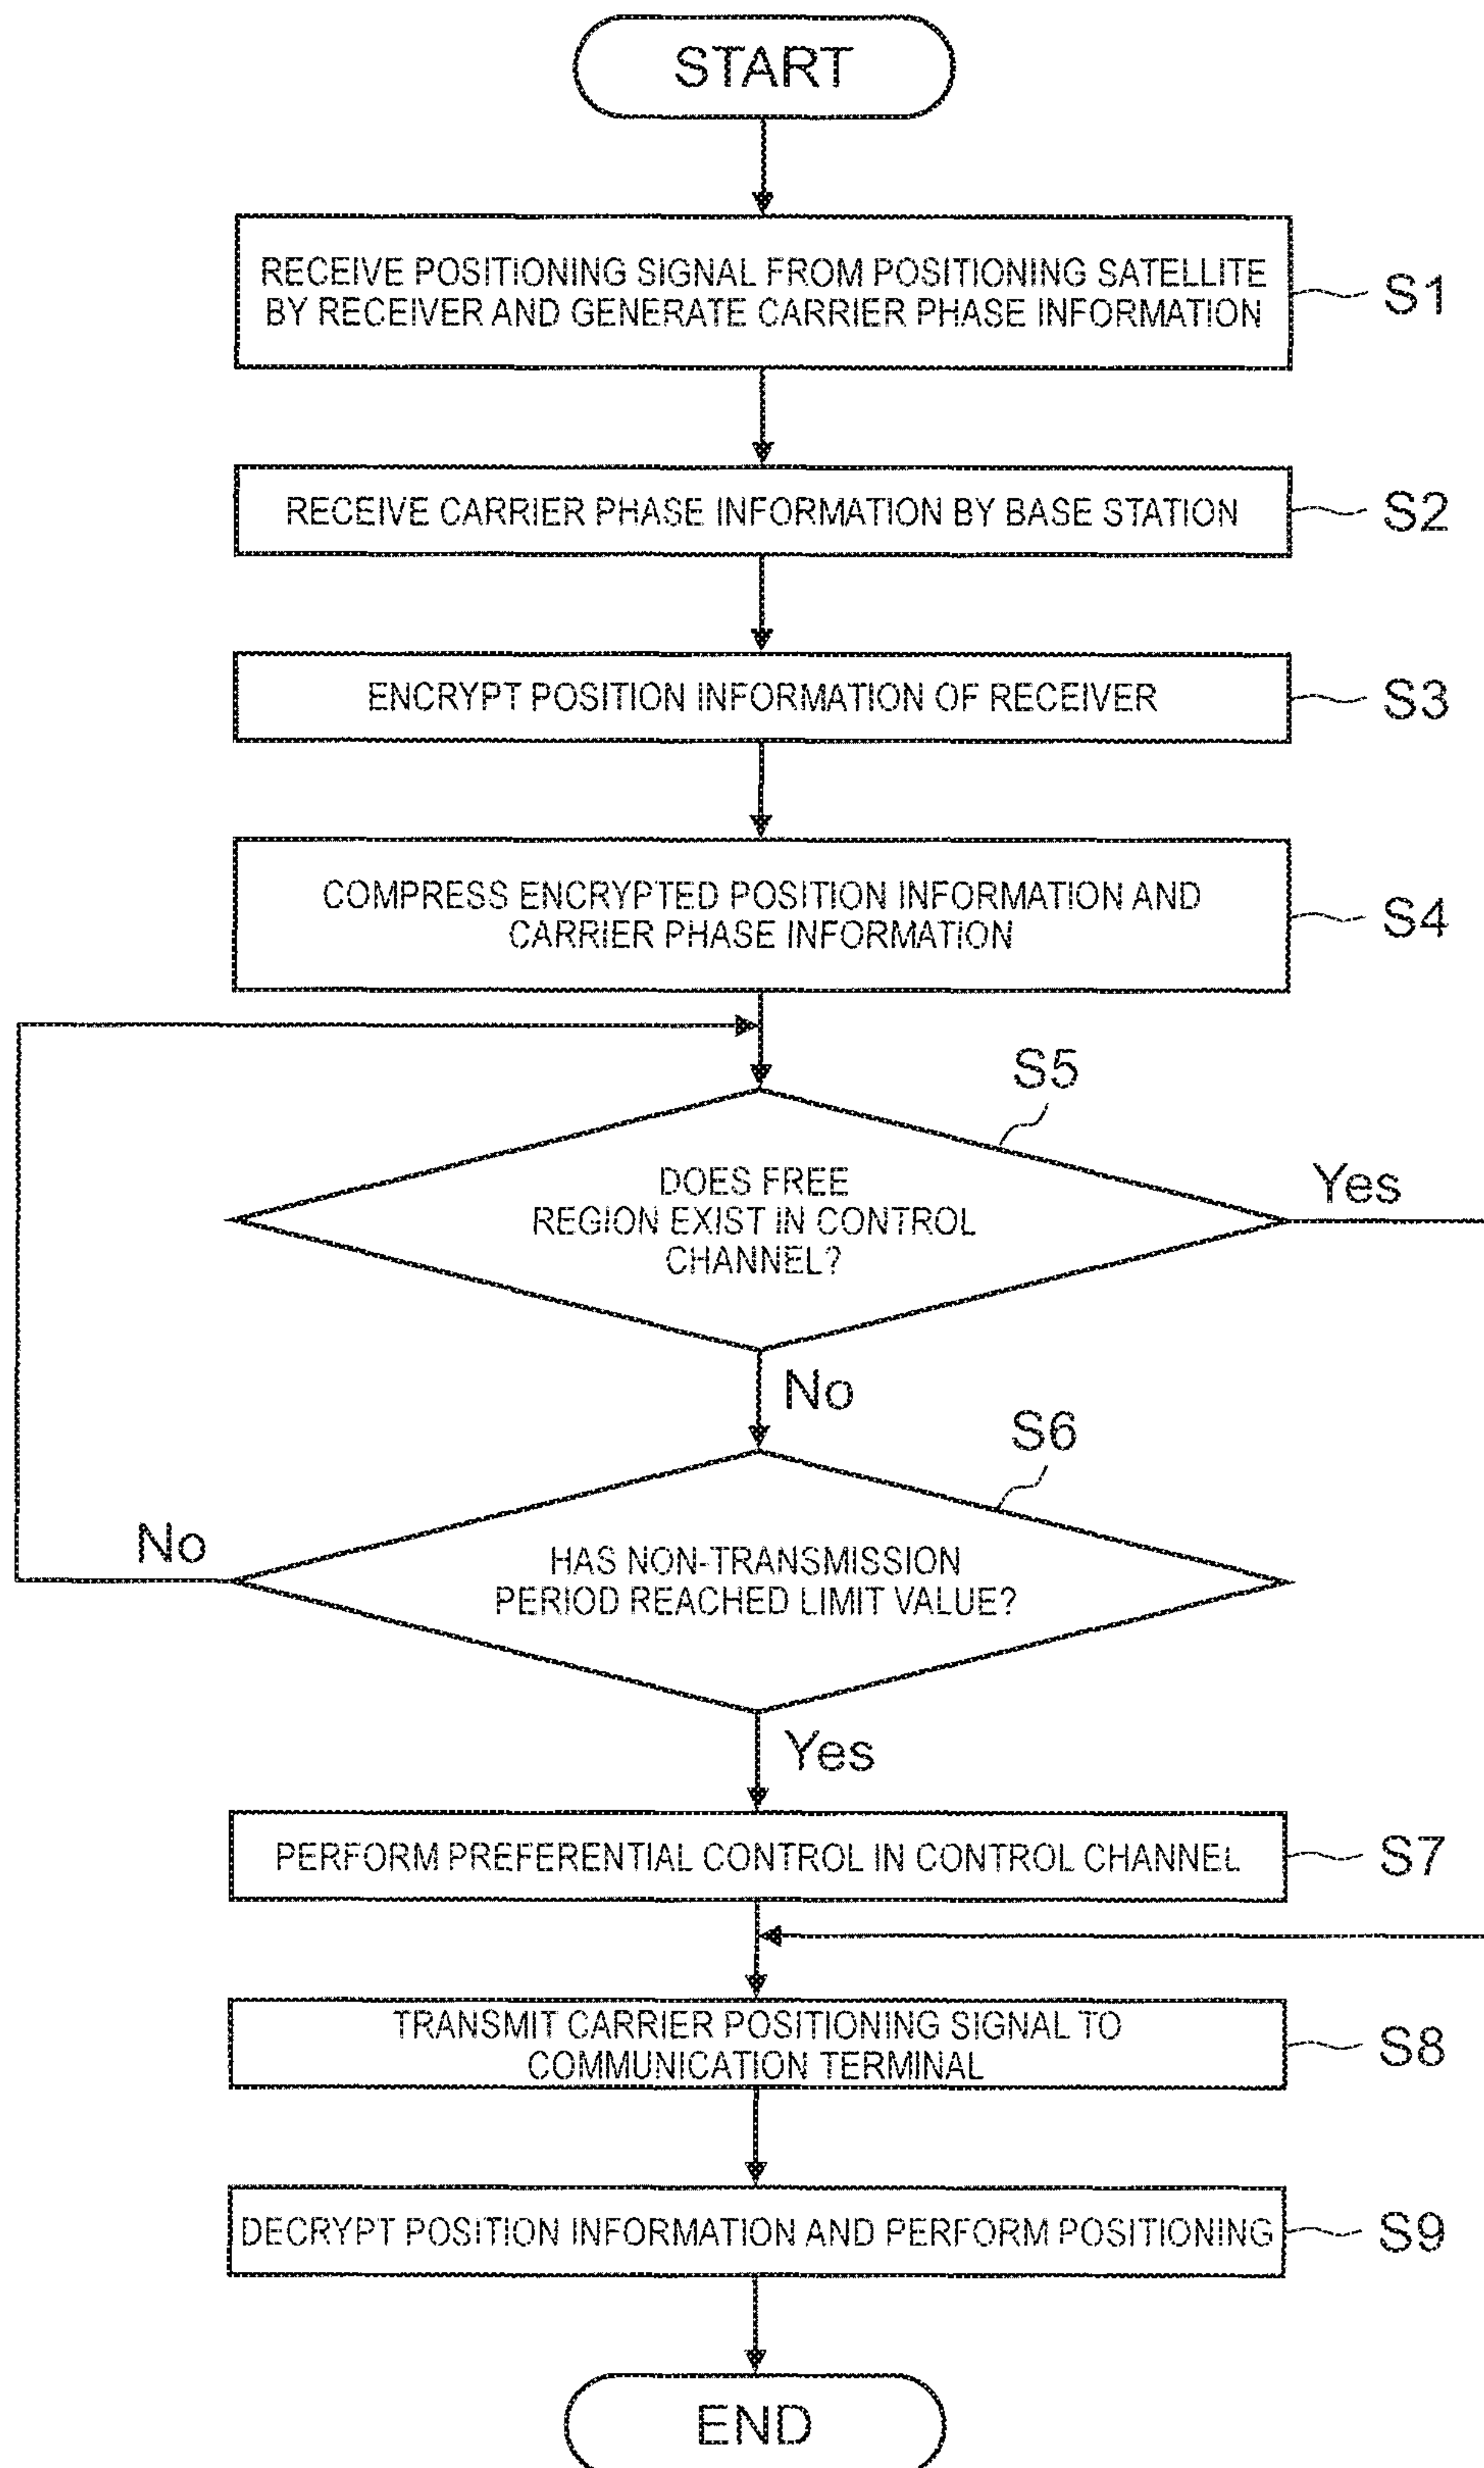 START
RECEIVE POSITIONING SIGNAL FROM POSITIONING SATELLITE
BY RECEIVER AND GENERATE CARRIER PHASE INFORMATION
S1
RECEIVE CARRIER PHASE INFORMATION BY BASE STATION
S2
ENCRYPT POSITION INFORMATION OF RECEIVER
S3
COMPRESS ENCRYPTED POSITION INFORMATION AND
CARRIER PHASE INFORMATION
S4
S5
DOES FREE
REGION EXIST IN CONTROL
CHANNEL?
Yes
No
S6
HAS NON-TRANSMISSION
PERIOD REACHED LIMIT VALUE?
No
Yes
PERFORM PREFERENTIAL CONTROL IN CONTROL CHANNEL
S7
TRANSMIT CARRIER POSITIONING SIGNAL TO
COMMUNICATION TERMINAL
S8
DECRYPT POSITION INFORMATION AND PERFORM POSITIONING
S9
END